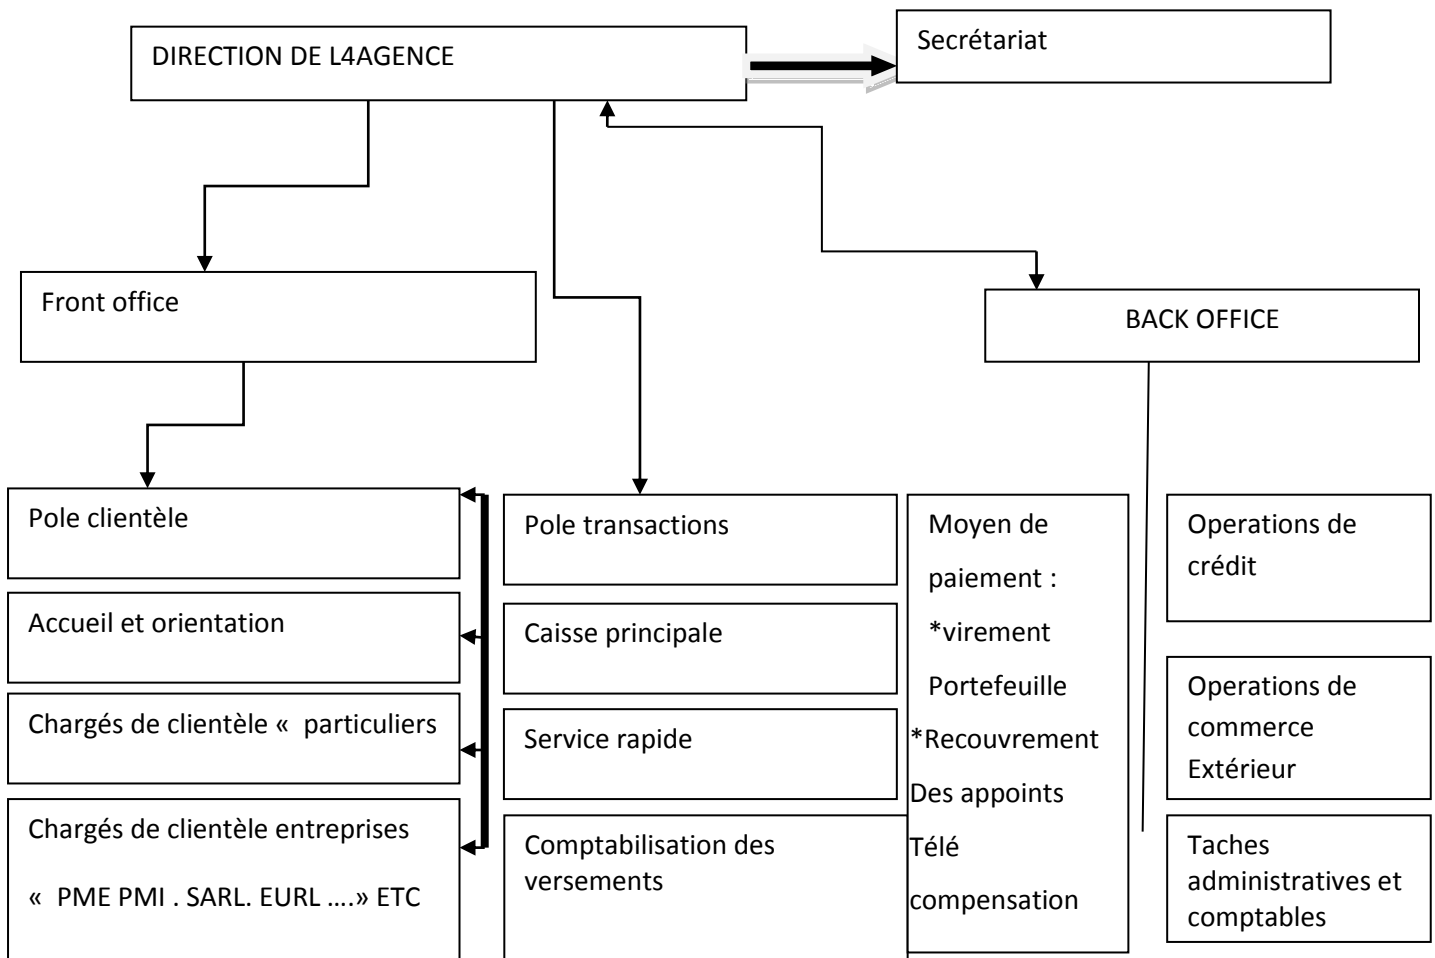 DIRECTION DE L4AGENCE
Secrétariat
Front office
BACK OFFICE
Pole clientèle
Accueil et orientation
Chargés de clientèle «  particuliers
Chargés de clientèle entreprises
«  PME PMI . SARL. EURL ....» ETC
Pole transactions
Caisse principale
Service rapide
Comptabilisation des
versements
Moyen de
paiement :
*virement
Portefeuille
*Recouvrement
Des appoints
Télé
compensation
Operations de
crédit
Operations de
commerce
Extérieur
Taches
administratives et
comptables